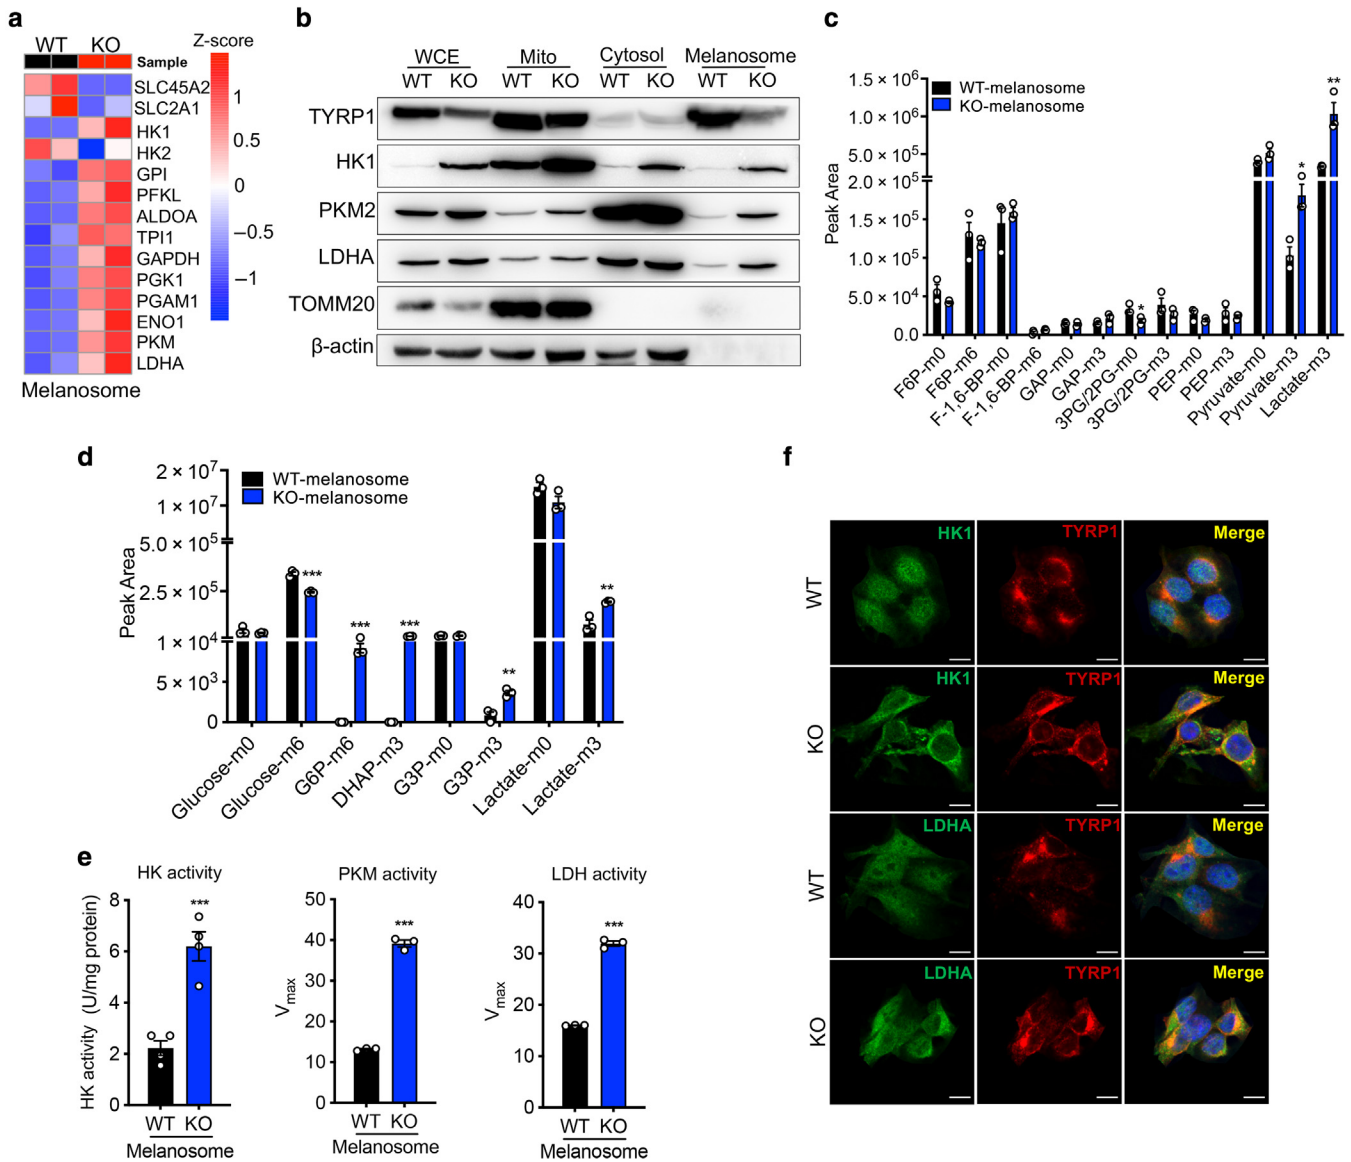 a
WT KO
Z-score
Sample
SLC45A2
SLC2A1
HK1
HK2
GPI
PFKL
ALDOA
TPI1
GAPDH
PGK1
PGAM1
ENO1
PKM
LDHA
1
0.5
0
−0.5
−1
Melanosome
b
WCE Mito Cytosol Melanosome
WT KO WT KO WT KO WT KO
TYRP1
HK1
PKM2
LDHA
TOMM20
β-actin
c
WT-melanosome
KO-melanosome
Peak Area
1.5 × 10⁶
1.0 × 10⁶
5.0 × 10⁵
2.0 × 10⁵
1.5 × 10⁵
1.0 × 10⁵
5.0 × 10⁴
0.0
*
*
**
F6P-m0
F6P-m6
F-1,6-BP-m0
F-1,6-BP-m6
GAP-m0
GAP-m3
3PG/2PG-m0
3PG/2PG-m3
PEP-m0
PEP-m3
Pyruvate-m0
Pyruvate-m3
Lactate-m3
d
WT-melanosome
KO-melanosome
Peak Area
2 × 10⁷
1 × 10⁷
5.0 × 10⁵
2.5 × 10⁵
1 × 10⁴
5 × 10³
0
***
***
***
**
**
Glucose-m0
Glucose-m6
G6P-m6
DHAP-m3
G3P-m0
G3P-m3
Lactate-m0
Lactate-m3
e
HK activity
HK activity (U/mg protein)
8
6
4
2
0
***
WT KO
Melanosome
PKM activity
Vmax
50
40
30
20
10
0
***
WT KO
Melanosome
LDH activity
Vmax
40
30
20
10
0
***
WT KO
Melanosome
f
WT
HK1 TYRP1 Merge
KO
HK1 TYRP1 Merge
WT
LDHA TYRP1 Merge
KO
LDHA TYRP1 Merge